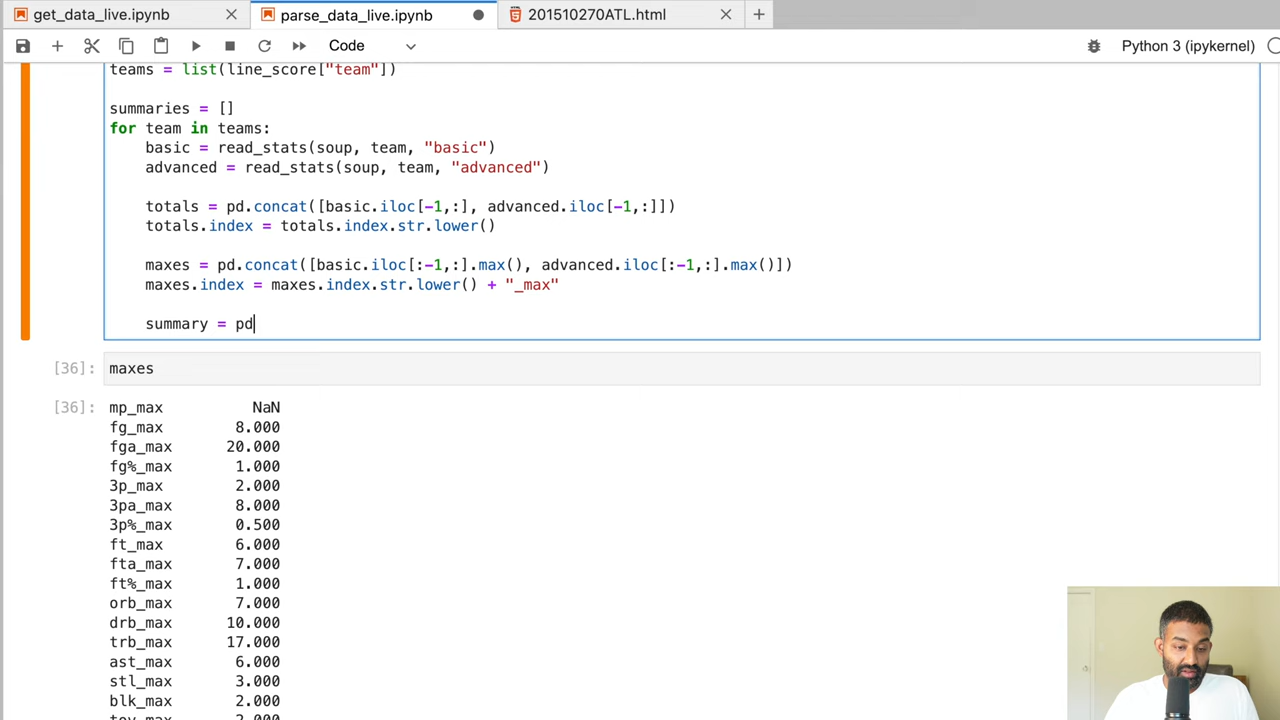 get_data_live.ipynb
parse_data_live.ipynb
201510270ATL.html
Code
Python 3 (ipykernel)
teams = list(line_score["team"])
summaries = []
for team in teams:
basic = read_stats(soup, team, "basic")
advanced = read_stats(soup, team, "advanced")
totals = pd.concat([basic.iloc[-1,:], advanced.iloc[-1,:]])
totals.index = totals.index.str.lower()
maxes = pd.concat([basic.iloc[:-1,:].max(), advanced.iloc[:-1,:].max()])
maxes.index = maxes.index.str.lower() + "_max"
summary = pd
[36]: maxes
[36]: mp_max NaN
fg_max 8.000
fga_max 20.000
fg%_max 1.000
3p_max 2.000
3pa_max 8.000
3p%_max 0.500
ft_max 6.000
fta_max 7.000
ft%_max 1.000
orb_max 7.000
drb_max 10.000
trb_max 17.000
ast_max 6.000
stl_max 3.000
blk_max 2.000
tov_max 2.000